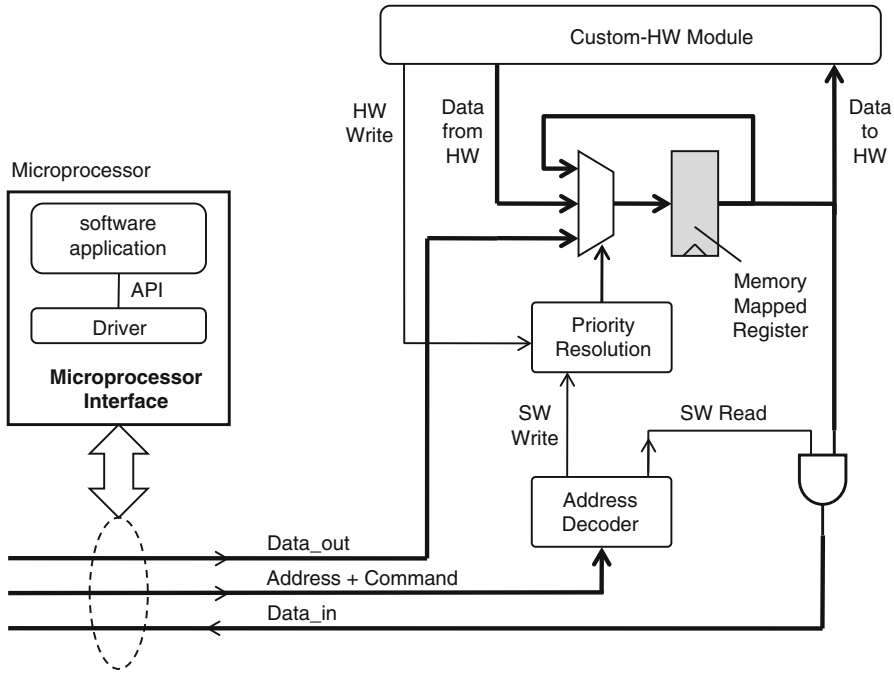 Custom-HW Module
HW
Write
Data
from
HW
Data
to
HW
Microprocessor
software
application
API
Driver
Microprocessor
Interface
Memory
Mapped
Register
Priority
Resolution
SW
Write
SW Read
Address
Decoder
Data_out
Address + Command
Data_in